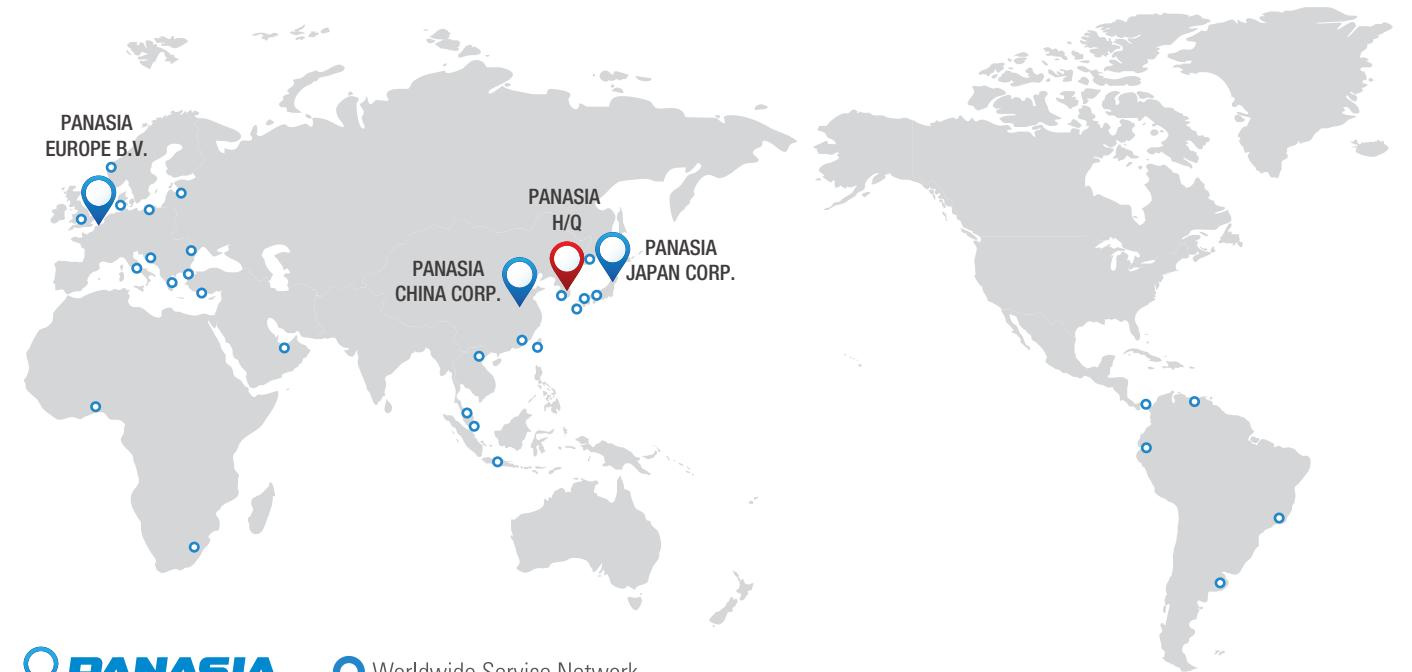 PANASIA
EUROPE B.V.
PANASIA
H/Q
PANASIA
JAPAN CORP.
PANASIA
CHINA CORP.
PANASIA
Worldwide Service Network